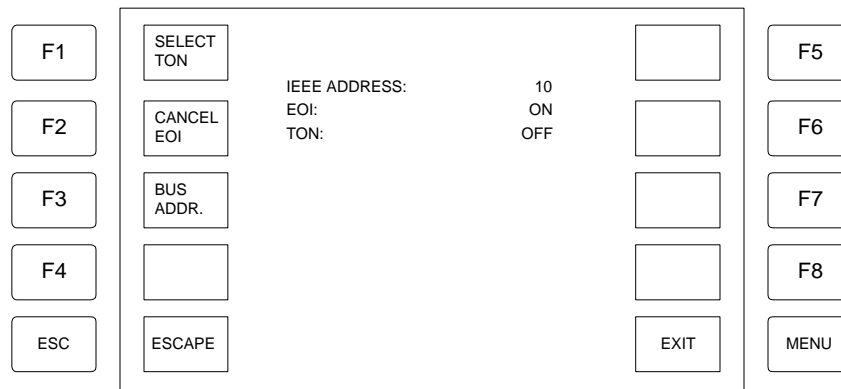 F1
SELECT
TON
F5
IEEE ADDRESS: 10
F2
CANCEL
EOI
EOI: ON
TON: OFF
F6
F3
BUS
ADDR.
F7
F4
F8
ESC
ESCAPE
EXIT
MENU